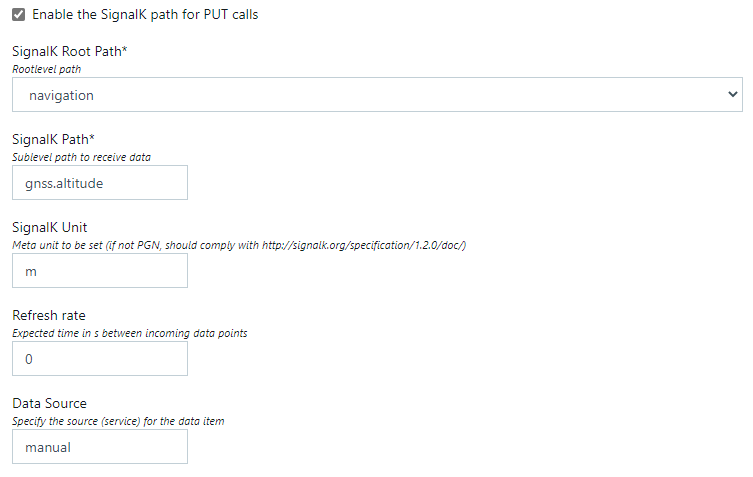 Enable the SignalK path for PUT calls
SignalK Root Path*
Rootlevel path
navigation
SignalK Path*
Sublevel path to receive data
gnss.altitude
SignalK Unit
Meta unit to be set (if not PGN, should comply with http://signalk.org/specification/1.2.0/doc/)
m
Refresh rate
Expected time in s between incoming data points
0
Data Source
Specify the source (service) for the data item
manual